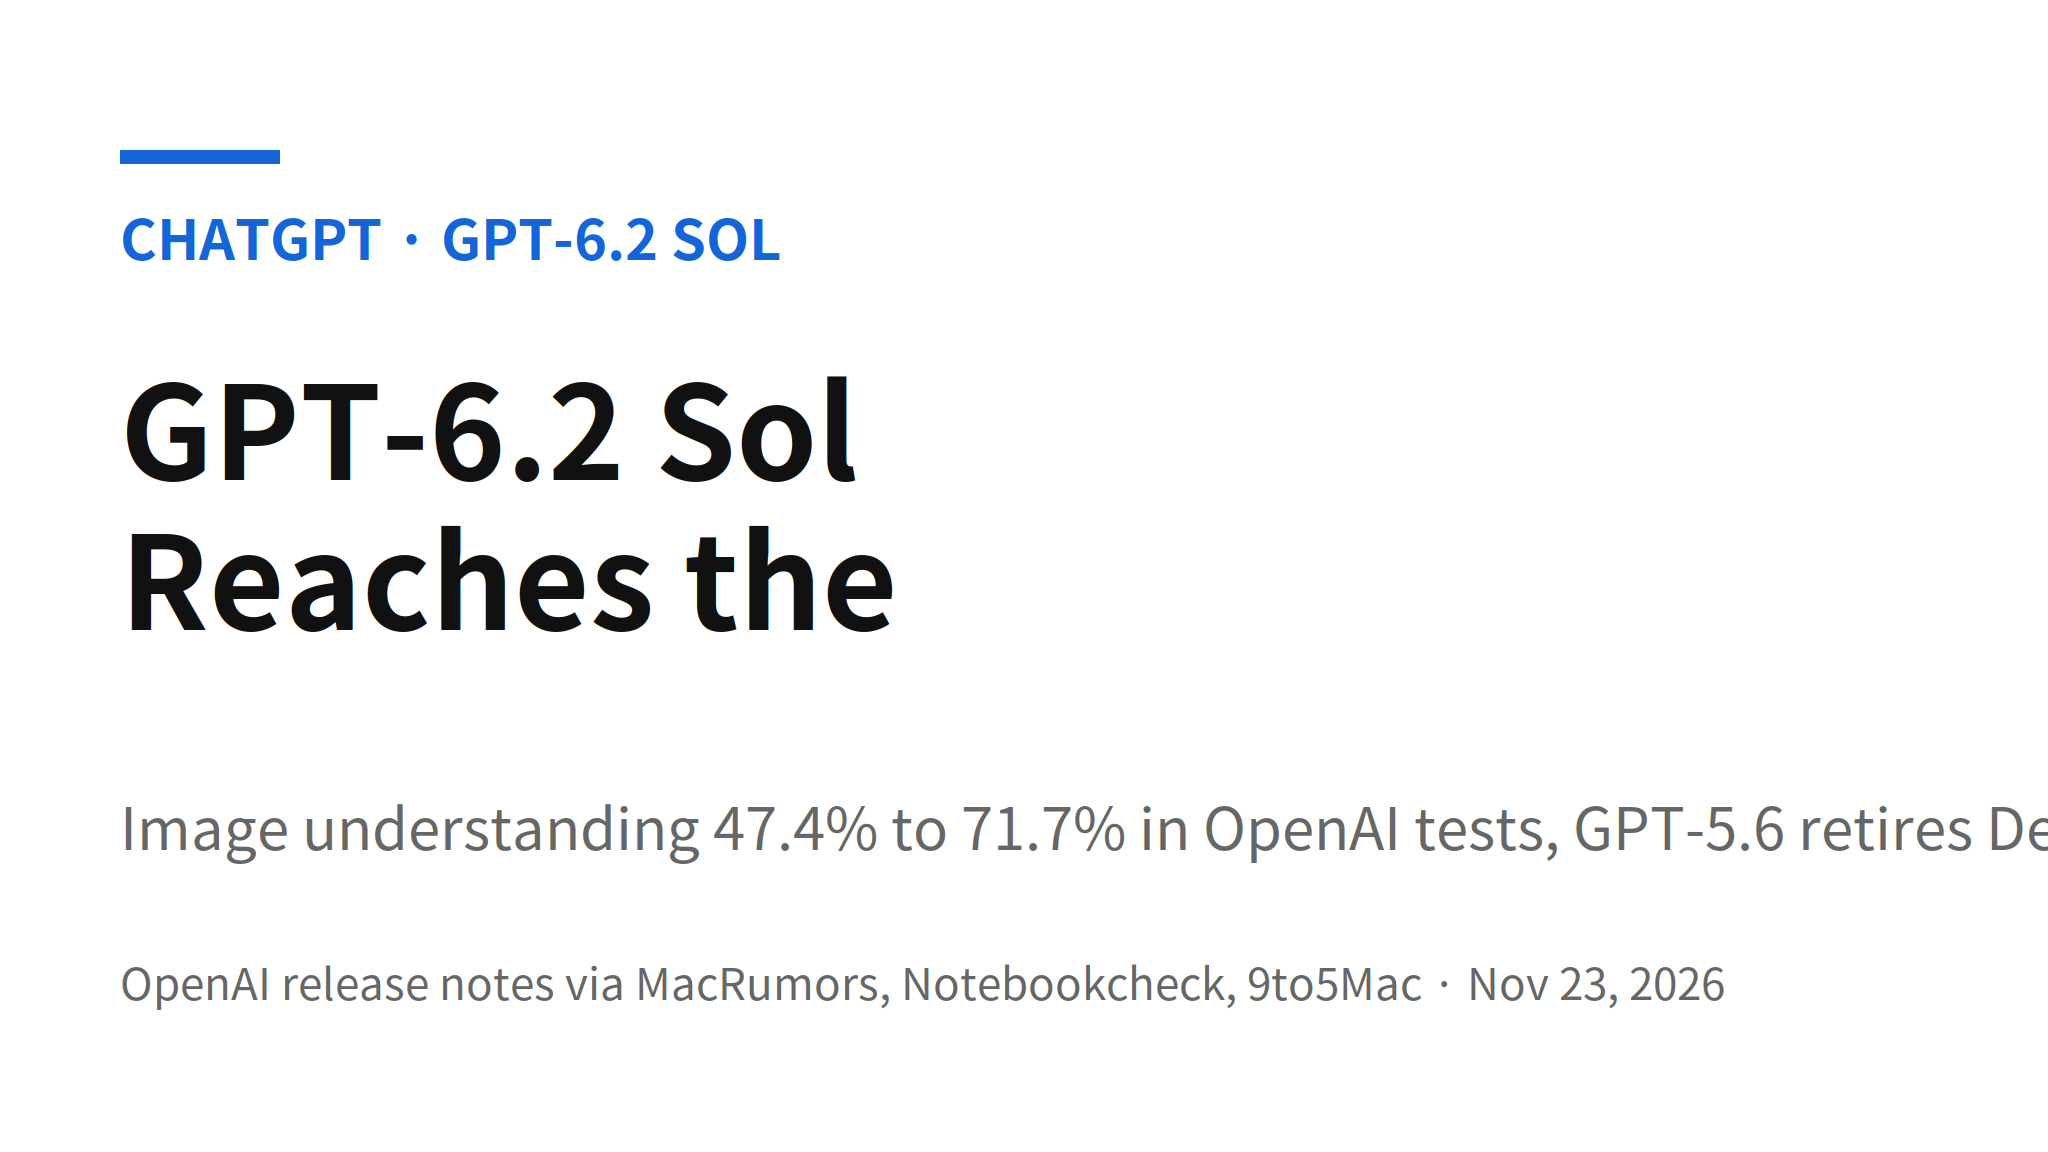 CHATGPT · GPT-6.2 SOL
GPT-6.2 Sol
Reaches the
Image understanding 47.4% to 71.7% in OpenAI tests, GPT-5.6 retires De
OpenAI release notes via MacRumors, Notebookcheck, 9to5Mac · Nov 23, 2026